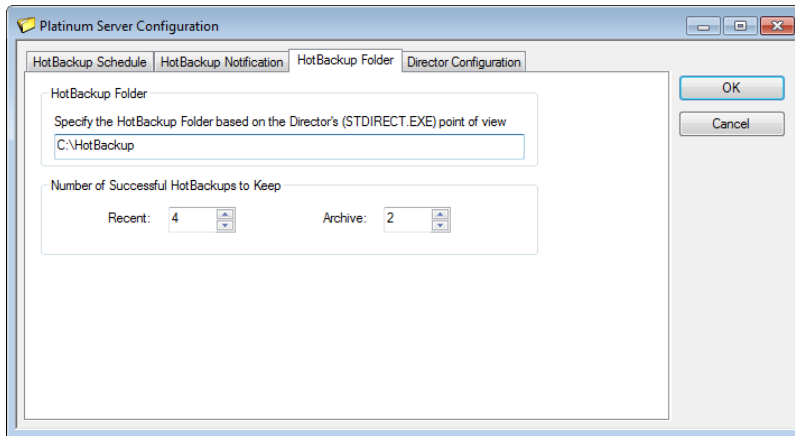 Platinum Server Configuration
HotBackup Schedule HotBackup Notification HotBackup Folder Director Configuration
HotBackup Folder
Specify the HotBackup Folder based on the Director's (STDIRECT.EXE) point of view
C:\HotBackup
Number of Successful HotBackups to Keep
Recent: 4 Archive: 2
OK
Cancel